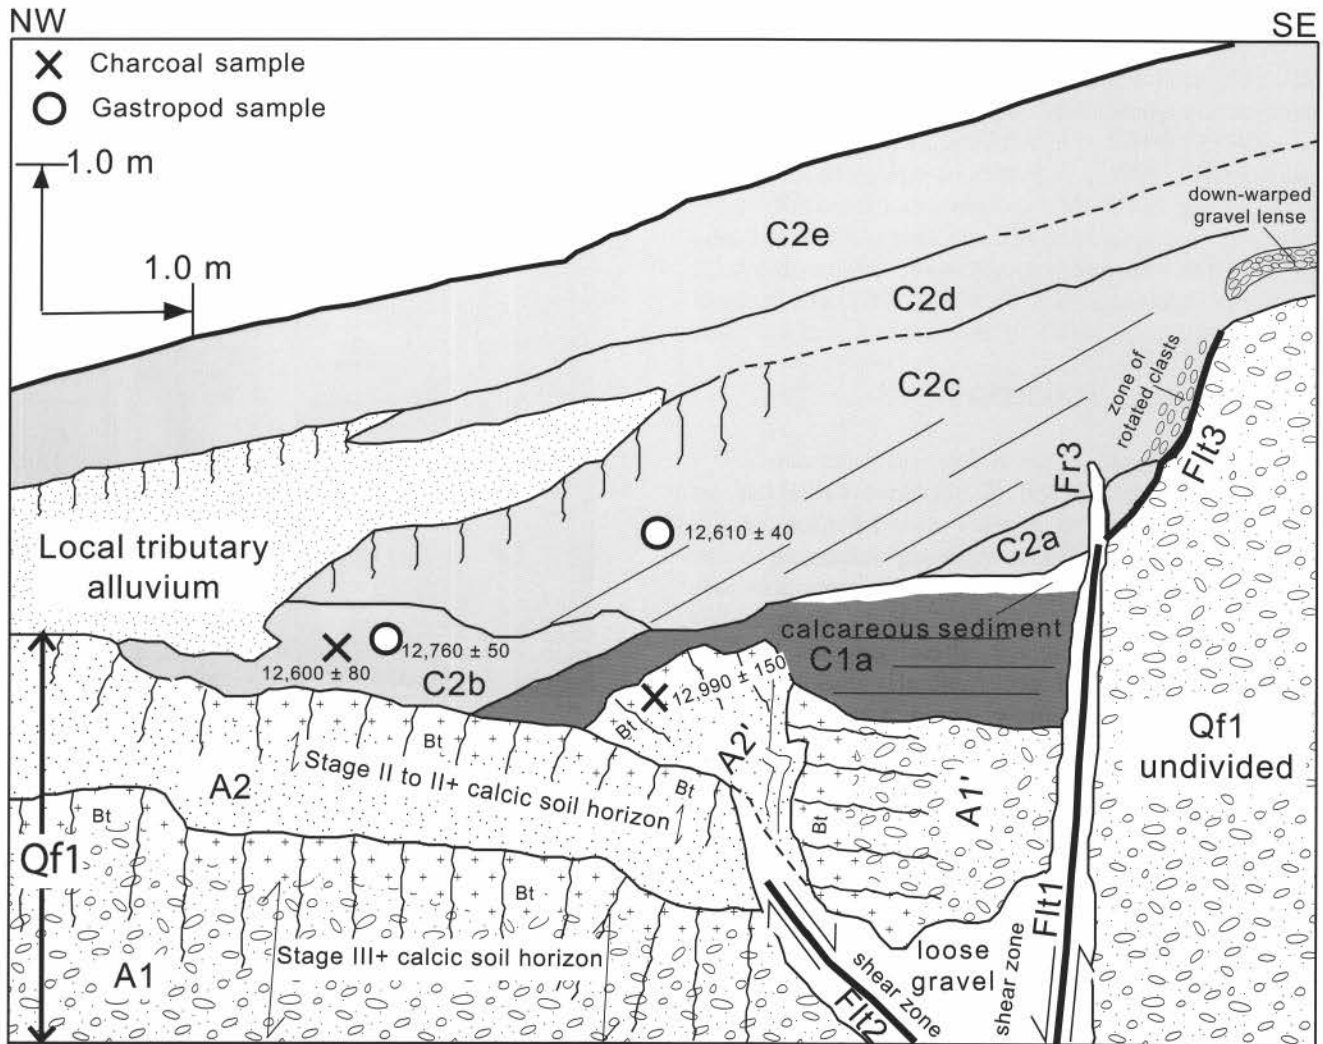 NW
SE
Charcoal sample
Gastropod sample
1.0 m
1.0 m
down-warped
gravel lense
C2e
C2d
C2c
zone of
rotated clasts
Flt3
Fr3
C2a
12,610 ± 40
Local tributary
alluvium
12,760 ± 50
12,600 ± 80
C2b
calcareous sediment
C1a
12,990 ± 150
Bt
A2'
Qf1
undivided
Bt
Stage II to II+ calcic soil horizon
Bt
A2
Bt
A1'
Bt
Qf1
Bt
Stage III+ calcic soil horizon
A1
loose
gravel
shear zone
Flt2
shear zone
Flt1